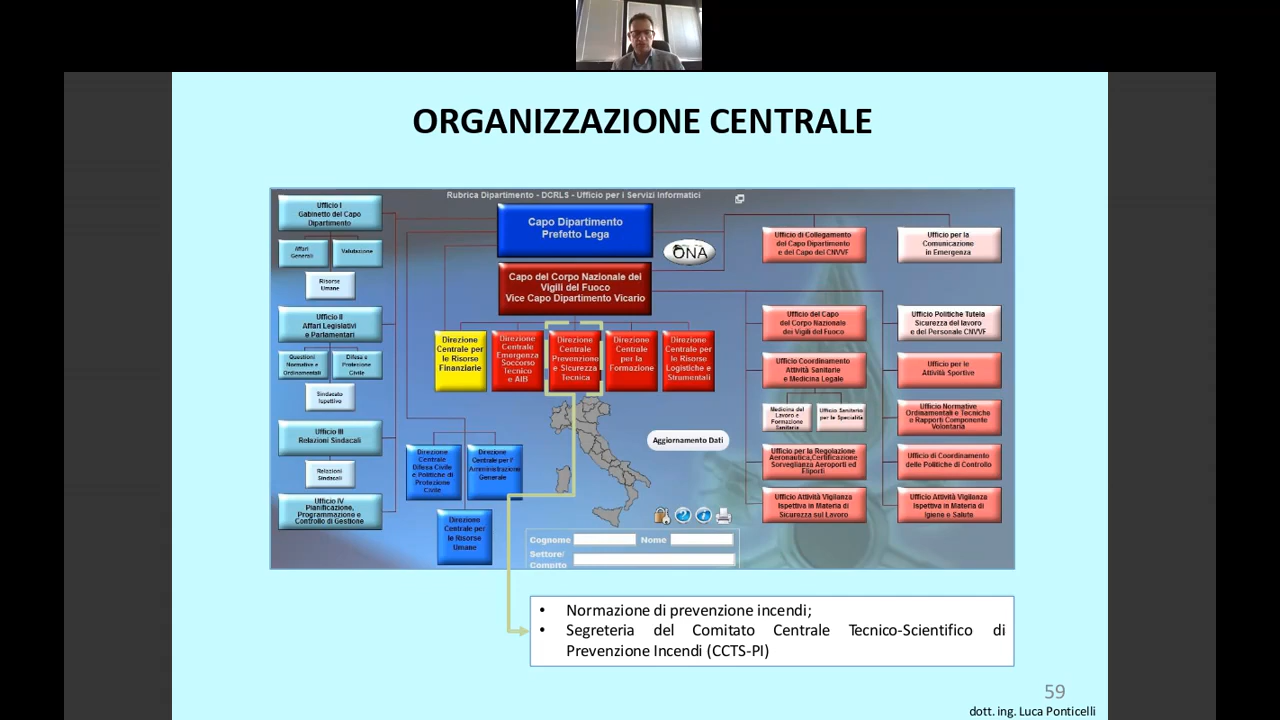 ORGANIZZAZIONE CENTRALE
Rubrica Dipartimento - DCRLS - Ufficio per i Servizi Informatici
Ufficio I
Gabinetto del Capo
Dipartimento
Affari
Generali
Valutazione
Risorse
Umane
Ufficio II
Affari Legislativi
e Parlamentari
Questioni
Normative e
Ordinamentali
Difesa e
Protezione
Civile
Sindacato
Ispettivo
Ufficio III
Relazioni Sindacali
Relazioni
Sindacali
Ufficio IV
Pianificazione,
Programmazione e
Controllo di Gestione
Capo Dipartimento
Prefetto Lega
ONA
Capo del Corpo Nazionale dei
Vigili del Fuoco
Vice Capo Dipartimento Vicario
Direzione
Centrale per
le Risorse
Finanziarie
Direzione
Centrale
Emergenza
Soccorso
Tecnico
e AIB
Direzione
Centrale
Prevenzione
e Sicurezza
Tecnica
Direzione
Centrale
per la
Formazione
Direzione
Centrale per
le Risorse
Logistiche e
Strumentali
Direzione
Centrale
Difesa Civile
e Politiche di
Protezione
Civile
Direzione
Centrale per l'
Amministrazione
Generale
Direzione
Centrale per
le Risorse
Umane
Aggiornamento Dati
Cognome
Nome
Settore/
Compito
Ufficio di Collegamento
del Capo Dipartimento
e del Capo del CNVVF
Ufficio per la
Comunicazione
in Emergenza
Ufficio del Capo
del Corpo Nazionale
dei Vigili del Fuoco
Ufficio Politiche Tutela
Sicurezza del lavoro
e del Personale CNVVF
Ufficio Coordinamento
Attività Sanitarie
e Medicina Legale
Ufficio per le
Attività Sportive
Medicina del
Lavoro e
Formazione
Sanitaria
Ufficio Sanitario
per le Specialità
Ufficio Normative
Ordinamentali e Tecniche
e Rapporti Componente
Volontaria
Ufficio per la Regolazione
Aeronautica,Certificazione
Sorveglianza Aeroporti ed
Eliporti
Ufficio di Coordinamento
delle Politiche di Controllo
Ufficio Attività Vigilanza
Ispettiva in Materia di
Sicurezza sul Lavoro
Ufficio Attività Vigilanza
Ispettiva in Materia di
Igiene e Salute
• Normazione di prevenzione incendi;
• Segreteria del Comitato Centrale Tecnico-Scientifico di
Prevenzione Incendi (CCTS-PI)
59
dott. ing. Luca Ponticelli